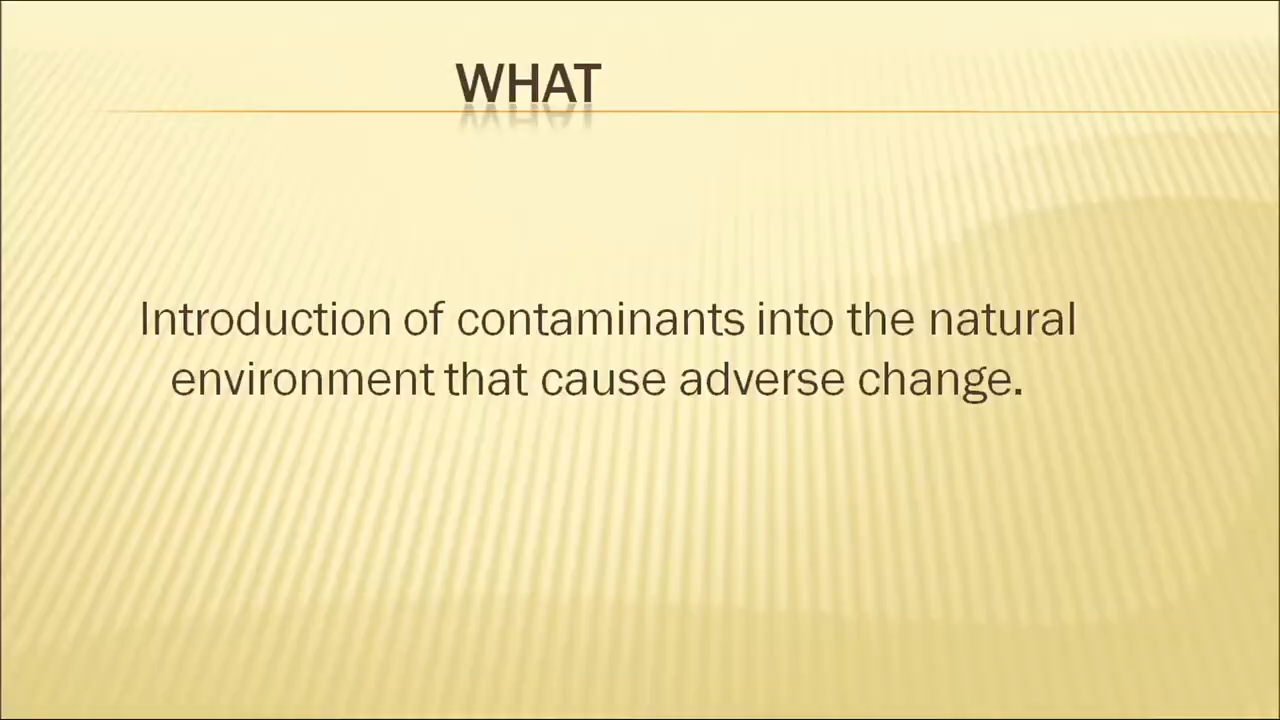 WHAT
Introduction of contaminants into the natural
environment that cause adverse change.